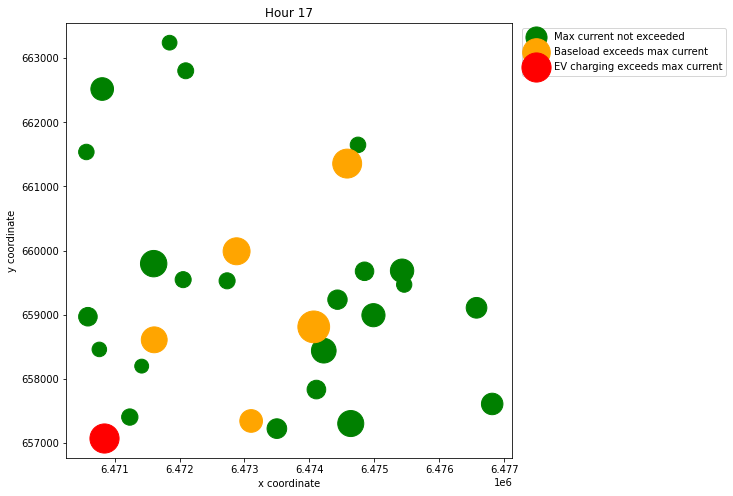 Hour 17
Max current not exceeded
Baseload exceeds max current
EV charging exceeds max current
663000
662000
661000
660000
659000
658000
657000
y coordinate
6.471 6.472 6.473 6.474 6.475 6.476 6.477
1e6
x coordinate